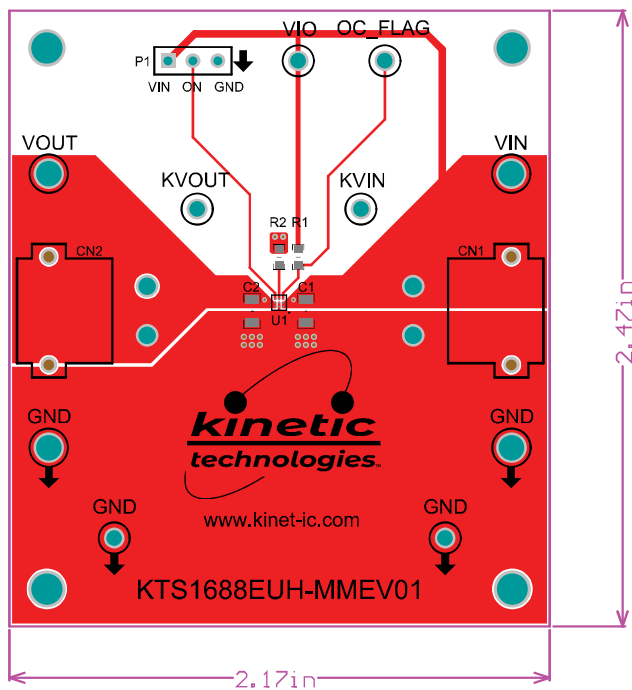 VIO OC_FLAG
P1
VIN ON GND
VOUT VIN
KVOUT KVIN
R2 R1
CN2 CN1
C2 C1
U1
2.47in
kinetic
technologies™
GND GND
GND GND
www.kinet-ic.com
KTS1688EUH-MMEV01
2.17in